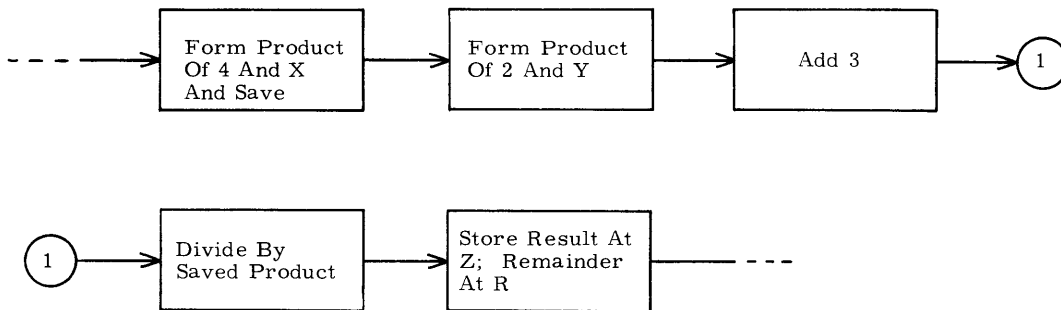 Form Product
Of 4 And X
And Save
Form Product
Of 2 And Y
Add 3
1
1
Divide By
Saved Product
Store Result At
Z; Remainder
At R